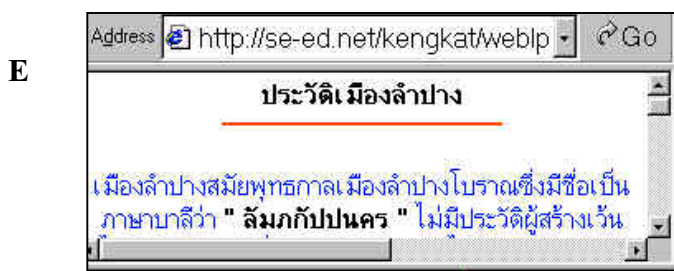 Address http://se-ed.net/kengkat/weblp Go
E
ประวัติเมืองลำปาง
เมืองลำปางสมัยพุทธกาลเมืองลำปางโบราณซึ่งมีชื่อเป็น
ภาษาบาลีว่า " ลัมภกัปปนคร " ไม่มีประวัติผู้สร้างเว้น